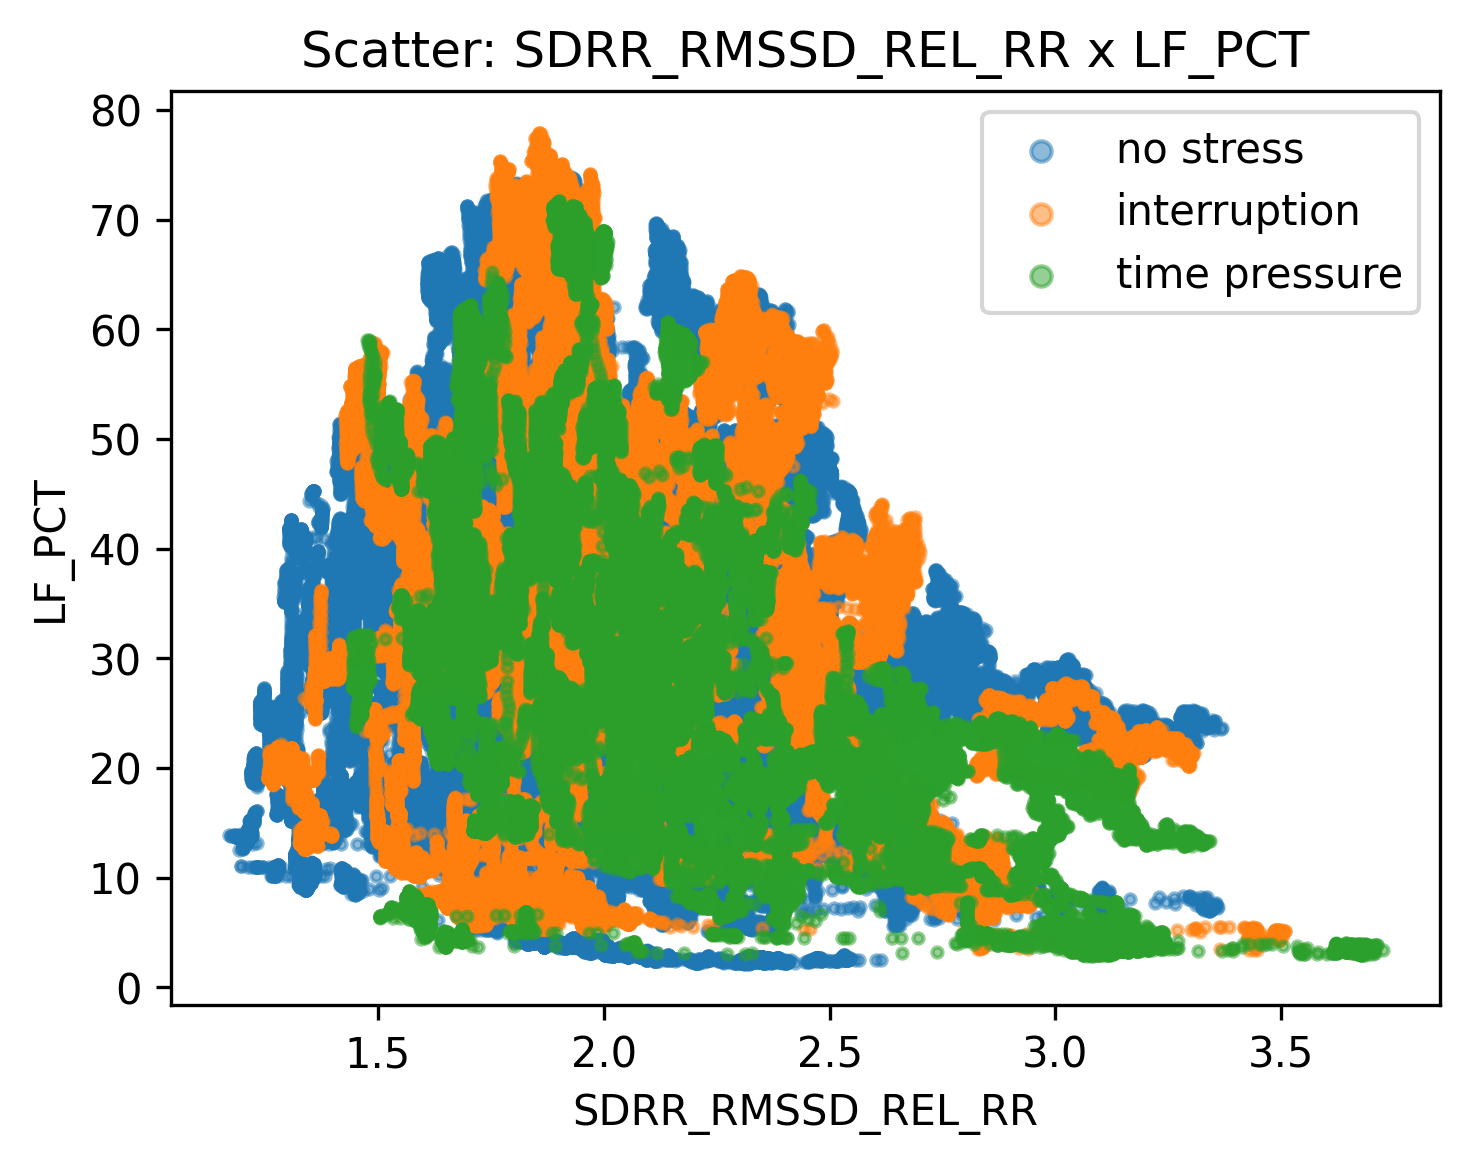 Scatter: SDRR_RMSSD_REL_RR x LF_PCT
no stress
interruption
time pressure
LF_PCT
80
70
60
50
40
30
20
10
0
1.5 2.0 2.5 3.0 3.5
SDRR_RMSSD_REL_RR